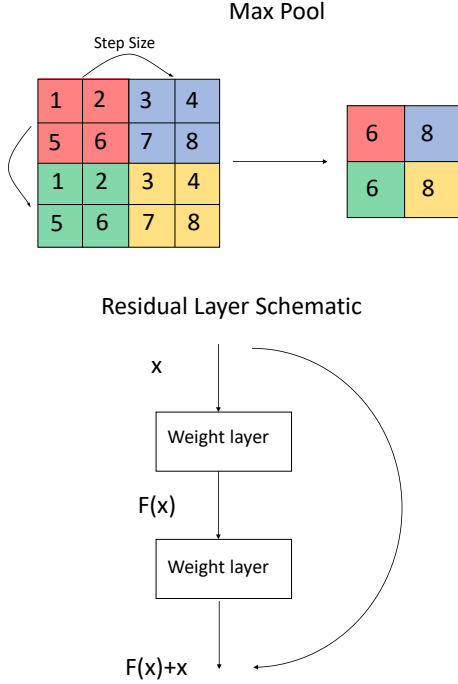 Max Pool
Step Size
1 2 3 4
5 6 7 8
1 2 3 4
5 6 7 8
6 8
6 8
Residual Layer Schematic
x
Weight layer
F(x)
Weight layer
F(x)+x